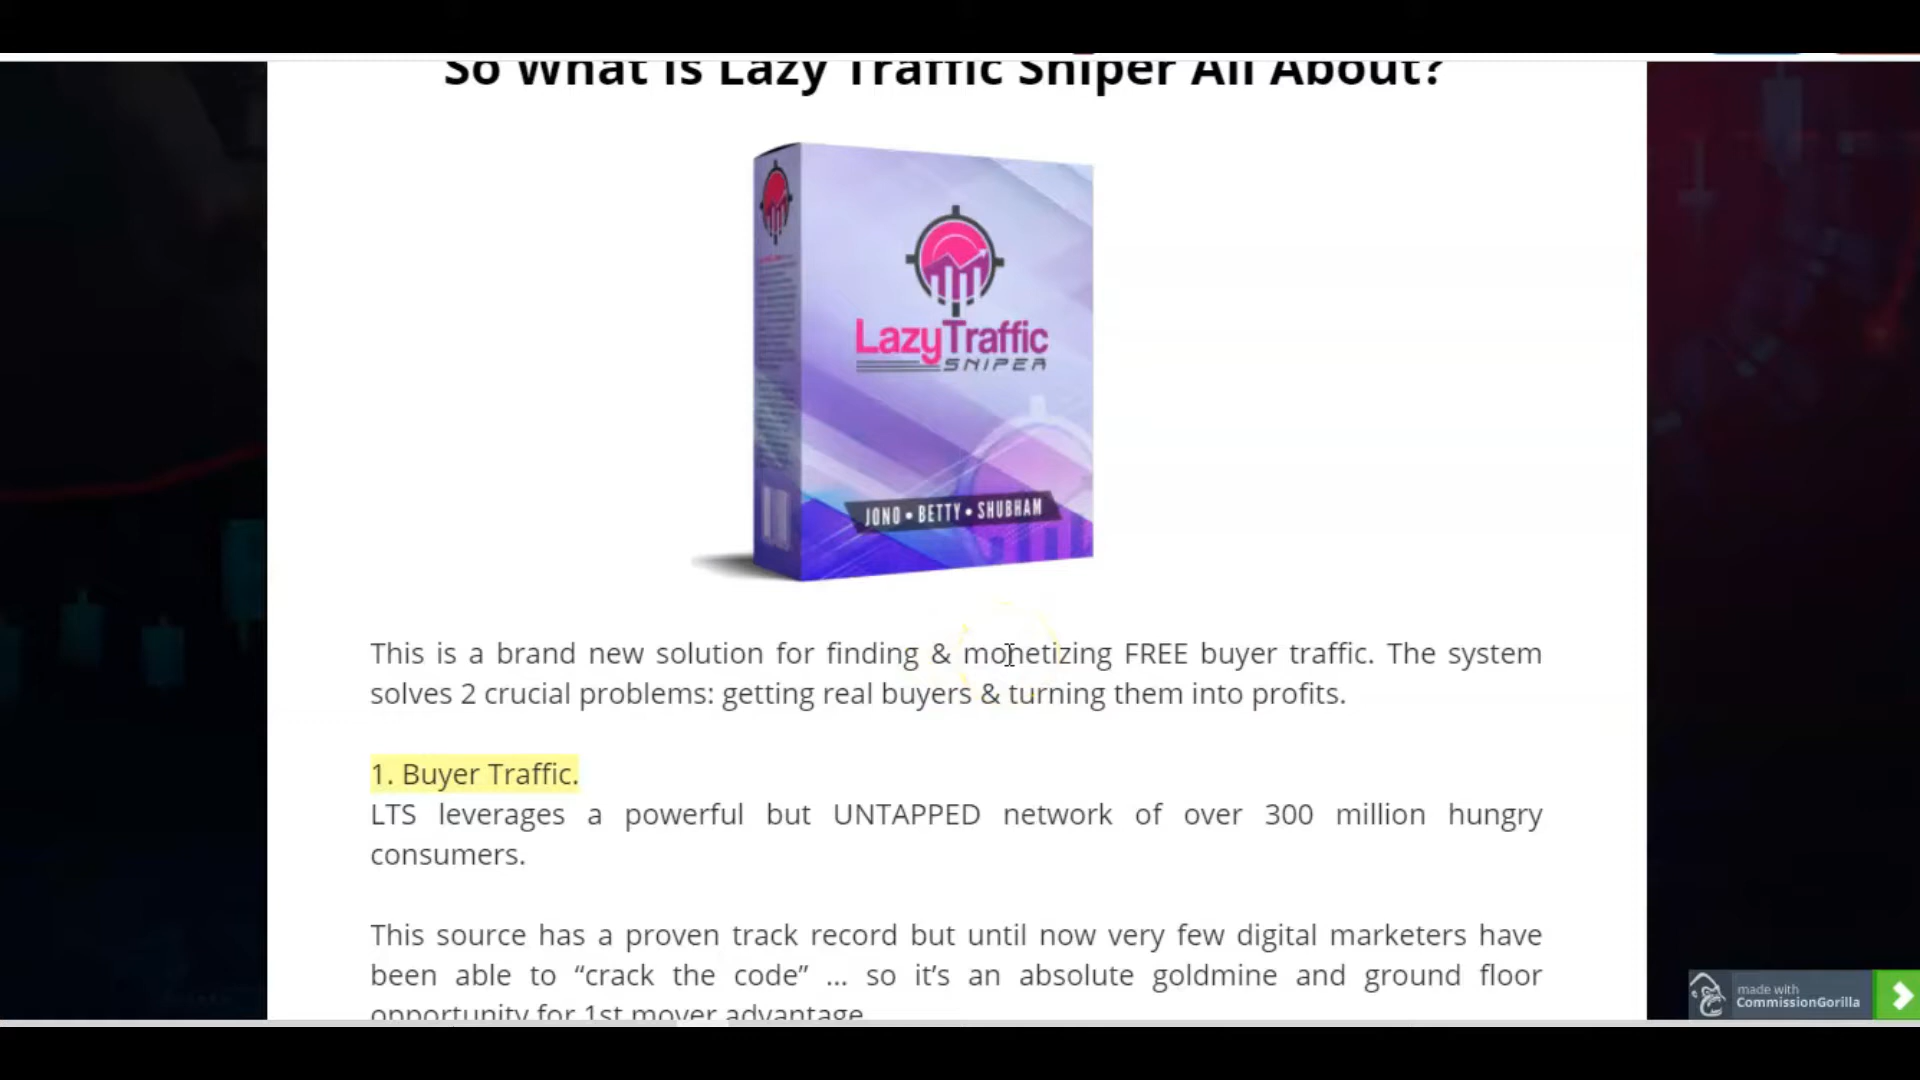 So What Is Lazy Traffic Sniper All About?
LazyTraffic
SNIPER
JONO • BETTY • SHUBHAM
This is a brand new solution for finding & monetizing FREE buyer traffic. The system
solves 2 crucial problems: getting real buyers & turning them into profits.
1. Buyer Traffic.
LTS leverages a powerful but UNTAPPED network of over 300 million hungry
consumers.
This source has a proven track record but until now very few digital marketers have
been able to “crack the code” ... so it’s an absolute goldmine and ground floor
opportunity for 1st mover advantage
made with
CommissionGorilla